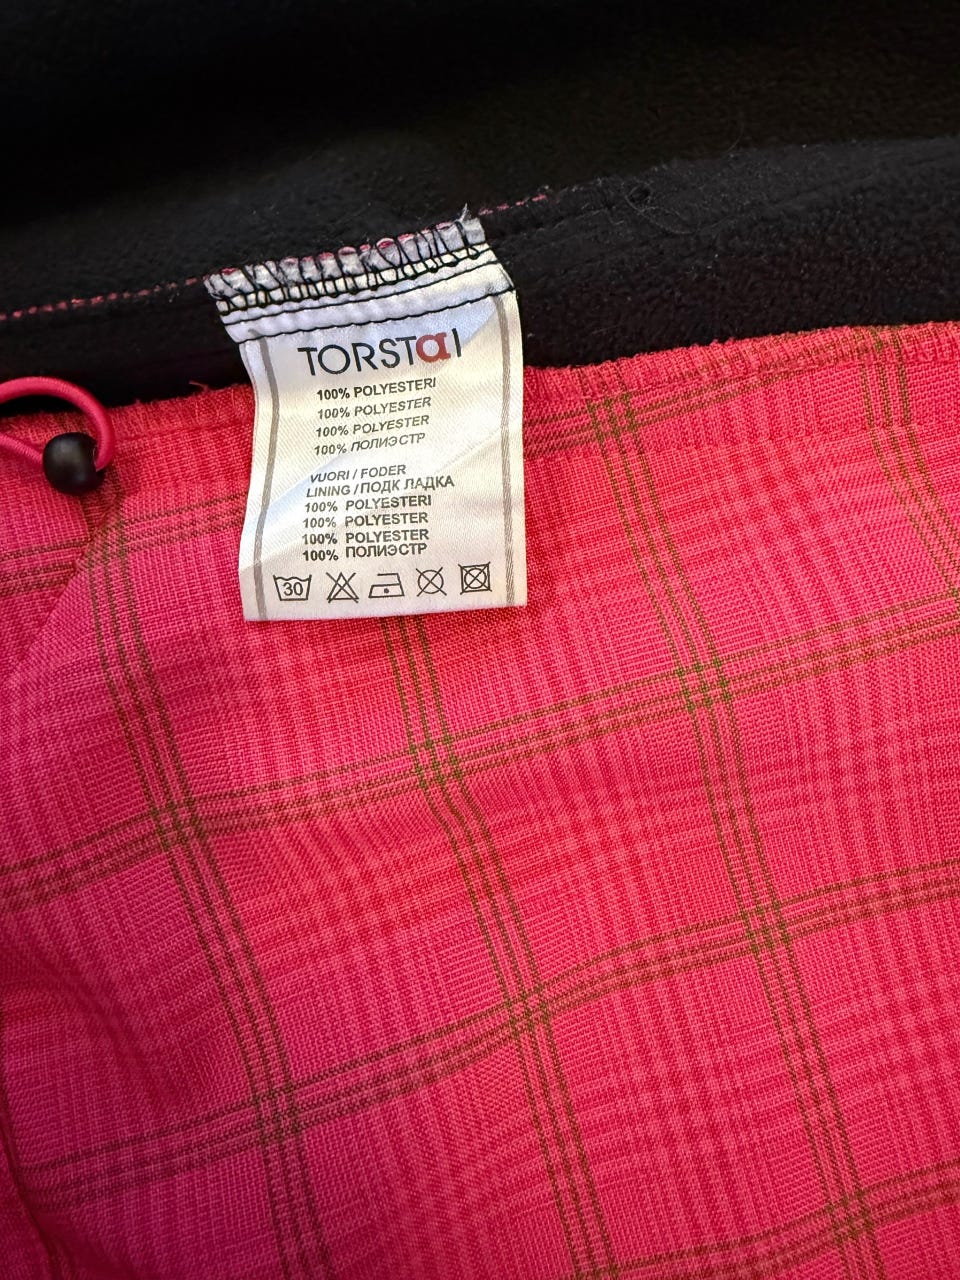 TORSTAI
100% POLYESTERI
100% POLYESTER
100% POLYESTER
100% ПОЛИЭСТР
VUORI / FODER
LINING / ПОДК ЛАДКА
100% POLYESTERI
100% POLYESTER
100% POLYESTER
100% ПОЛИЭСТР
30